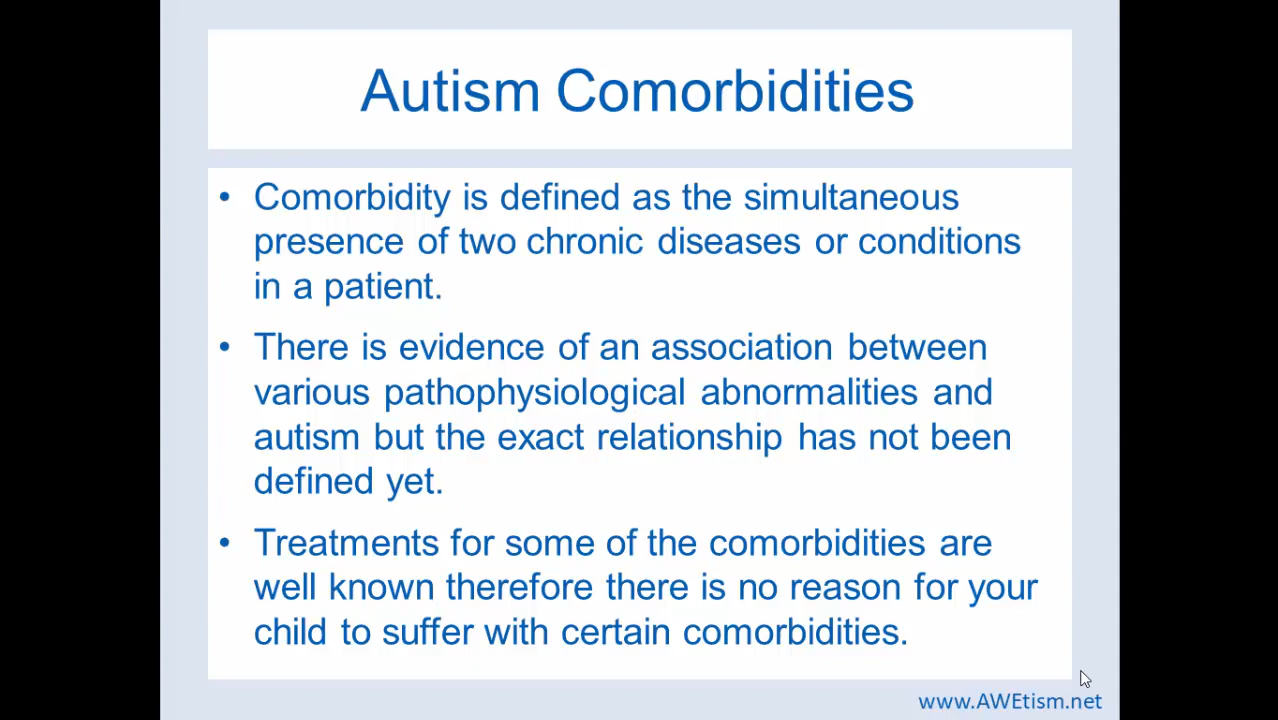 Autism Comorbidities
• Comorbidity is defined as the simultaneous
presence of two chronic diseases or conditions
in a patient.
• There is evidence of an association between
various pathophysiological abnormalities and
autism but the exact relationship has not been
defined yet.
• Treatments for some of the comorbidities are
well known therefore there is no reason for your
child to suffer with certain comorbidities.
www.AWEtism.net